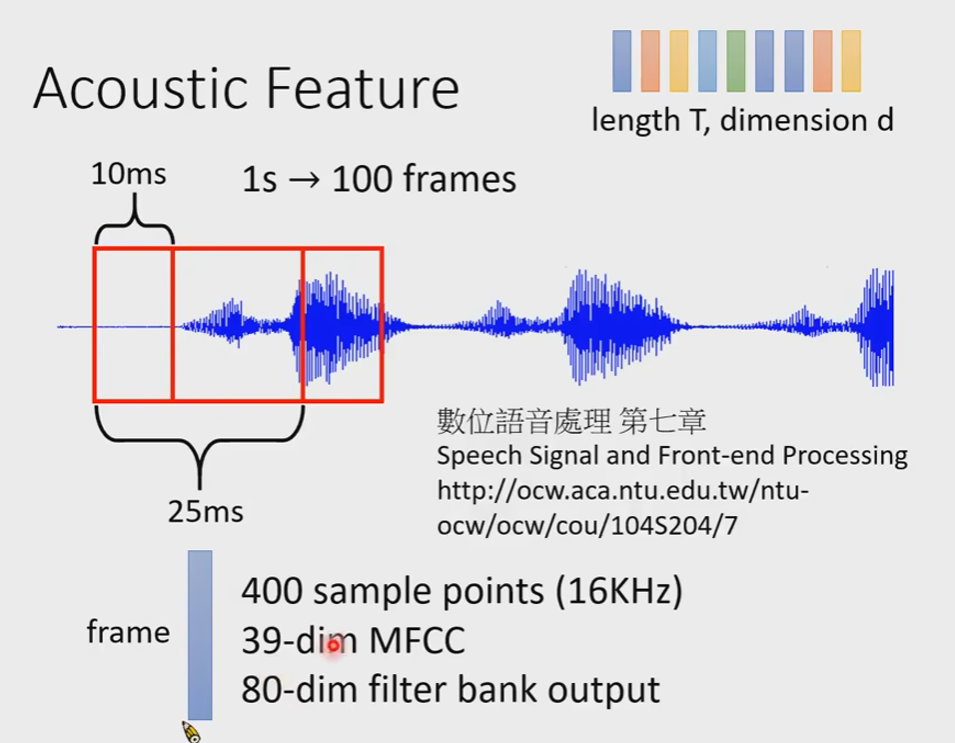 Acoustic Feature
length T, dimension d
10ms
1s → 100 frames
數位語音處理 第七章
Speech Signal and Front-end Processing
http://ocw.aca.ntu.edu.tw/ntu-
ocw/ocw/cou/104S204/7
25ms
frame
400 sample points (16KHz)
39-dim MFCC
80-dim filter bank output